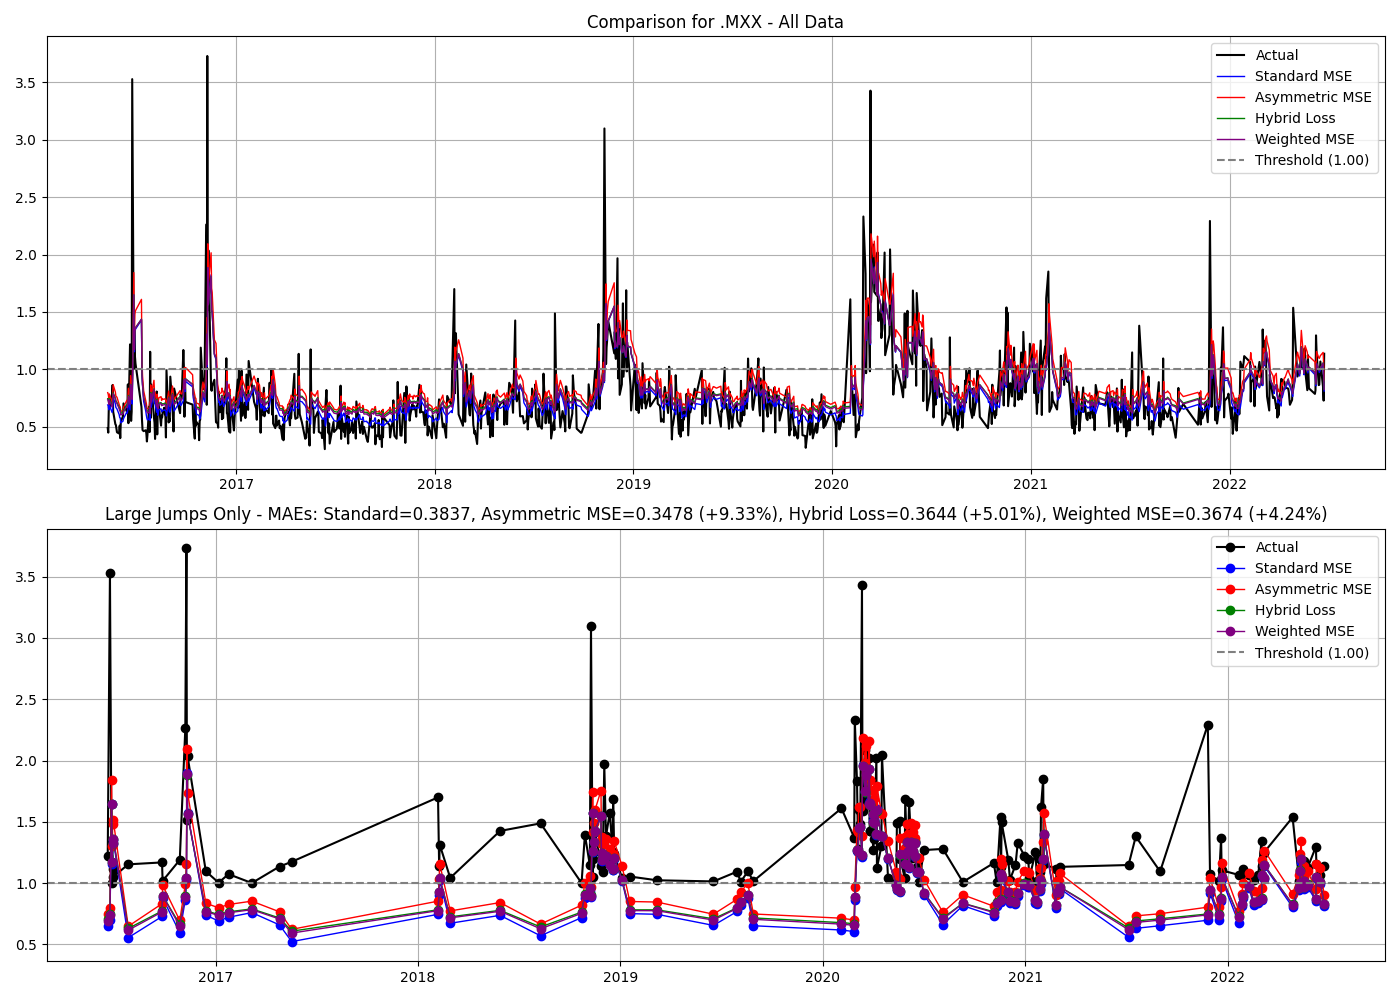 Comparison for .MXX - All Data
3.5
3.0
2.5
2.0
1.5
1.0
0.5
Actual
Standard MSE
Asymmetric MSE
Hybrid Loss
Weighted MSE
Threshold (1.00)
2017 2018 2019 2020 2021 2022
Large Jumps Only - MAEs: Standard=0.3837, Asymmetric MSE=0.3478 (+9.33%), Hybrid Loss=0.3644 (+5.01%), Weighted MSE=0.3674 (+4.24%)
3.5
3.0
2.5
2.0
1.5
1.0
0.5
Actual
Standard MSE
Asymmetric MSE
Hybrid Loss
Weighted MSE
Threshold (1.00)
2017 2018 2019 2020 2021 2022